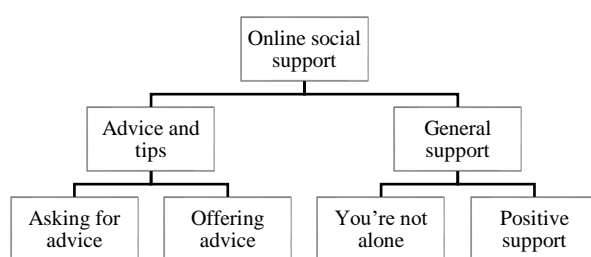 Online social
support
Advice and
tips
General
support
Asking for
advice
Offering
advice
You’re not
alone
Positive
support